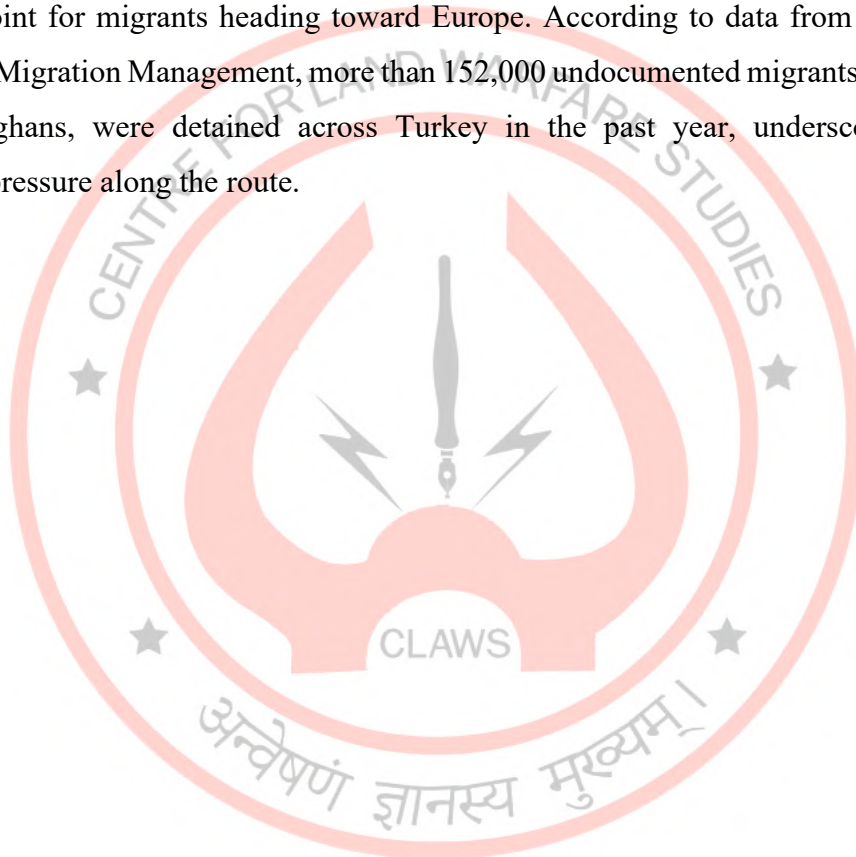 oint for migrants heading toward Europe. According to data from
Migration Management, more than 152,000 undocumented migrants
ghans, were detained across Turkey in the past year, undersc
pressure along the route.
CENTRE FOR LAND WARFARE STUDIES
CLAWS
अन्वेषणं ज्ञानस्य मुख्यम्।